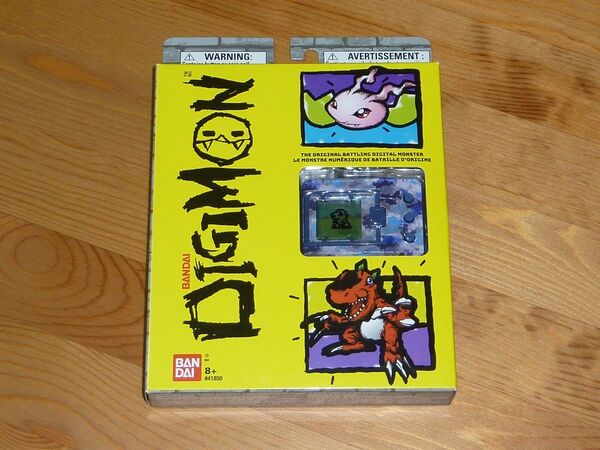 WARNING:
AVERTISSEMENT :
DIGIMON
TM
BANDAI
THE ORIGINAL BATTLING DIGITAL MONSTER
LE MONSTRE NUMÉRIQUE DE BATAILLE D'ORIGINE
BAN
DAI
8+
#41850